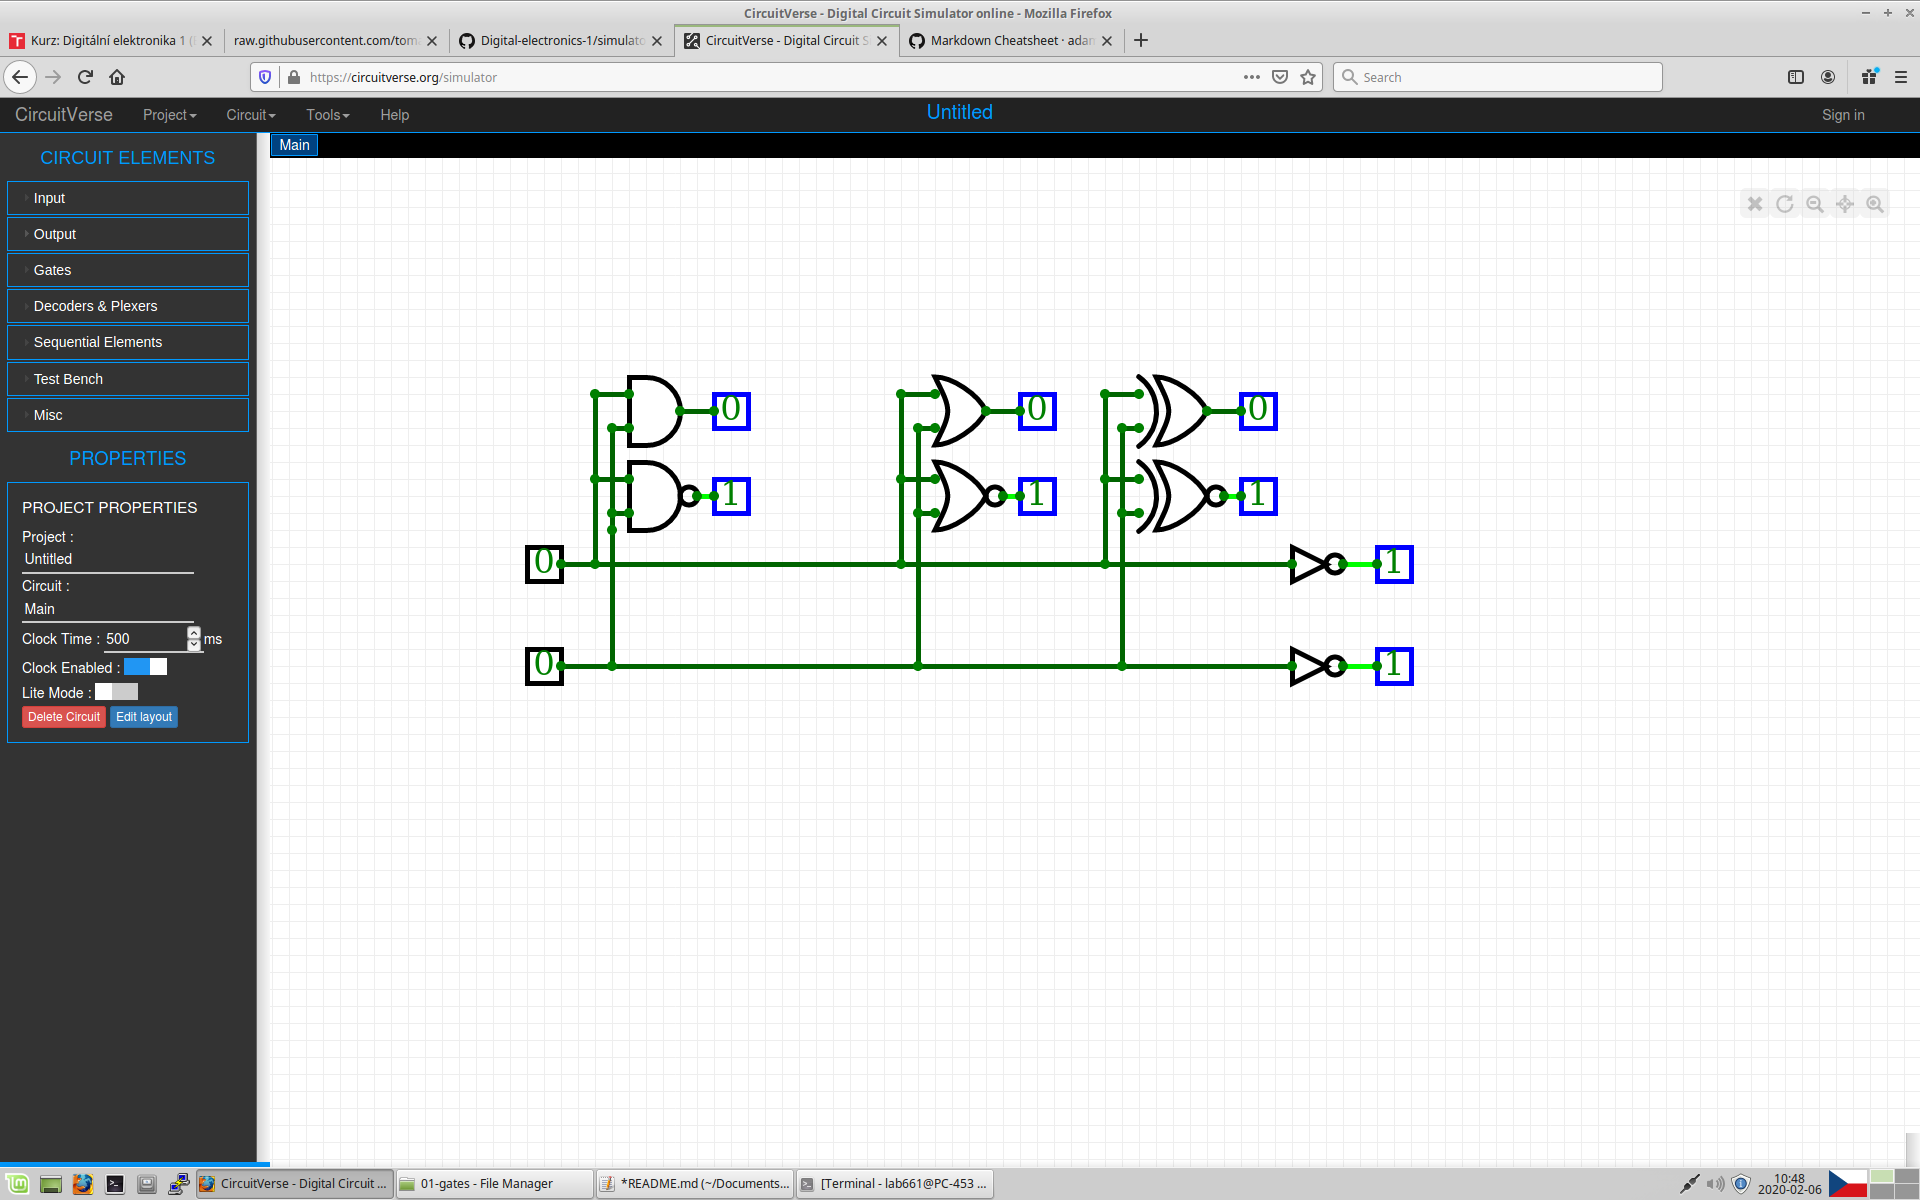 CircuitVerse - Digital Circuit Simulator online - Mozilla Firefox
Kurz: Digitální elektronika 1 (
raw.githubusercontent.com/tom
Digital-electronics-1/simulato
CircuitVerse - Digital Circuit S
Markdown Cheatsheet · adam
https://circuitverse.org/simulator
Search
CircuitVerse
Project
Circuit
Tools
Help
Untitled
Sign in
Main
CIRCUIT ELEMENTS
Input
Output
Gates
Decoders & Plexers
Sequential Elements
Test Bench
Misc
PROPERTIES
PROJECT PROPERTIES
Project :
Untitled
Circuit :
Main
Clock Time : 500 ms
Clock Enabled :
Lite Mode :
Delete Circuit Edit layout
0 0 0
1 1 1
0 1
0 1
CircuitVerse - Digital Circuit ...
01-gates - File Manager
*README.md (~/Documents...
[Terminal - lab661@PC-453 ...
10:48
2020-02-06